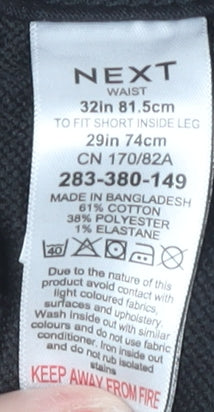 NEXT
WAIST
32in 81.5cm
TO FIT SHORT INSIDE LEG
29in 74cm
CN 170/82A
283-380-149
MADE IN BANGLADESH
61% COTTON
38% POLYESTER
1% ELASTANE
40
Due to the nature of this
product avoid contact with
light coloured fabrics,
surfaces and upholstery.
Wash inside out with similar
colours and do not use fabric
conditioner. Iron inside out
and do not rub isolated
stains
KEEP AWAY FROM FIRE